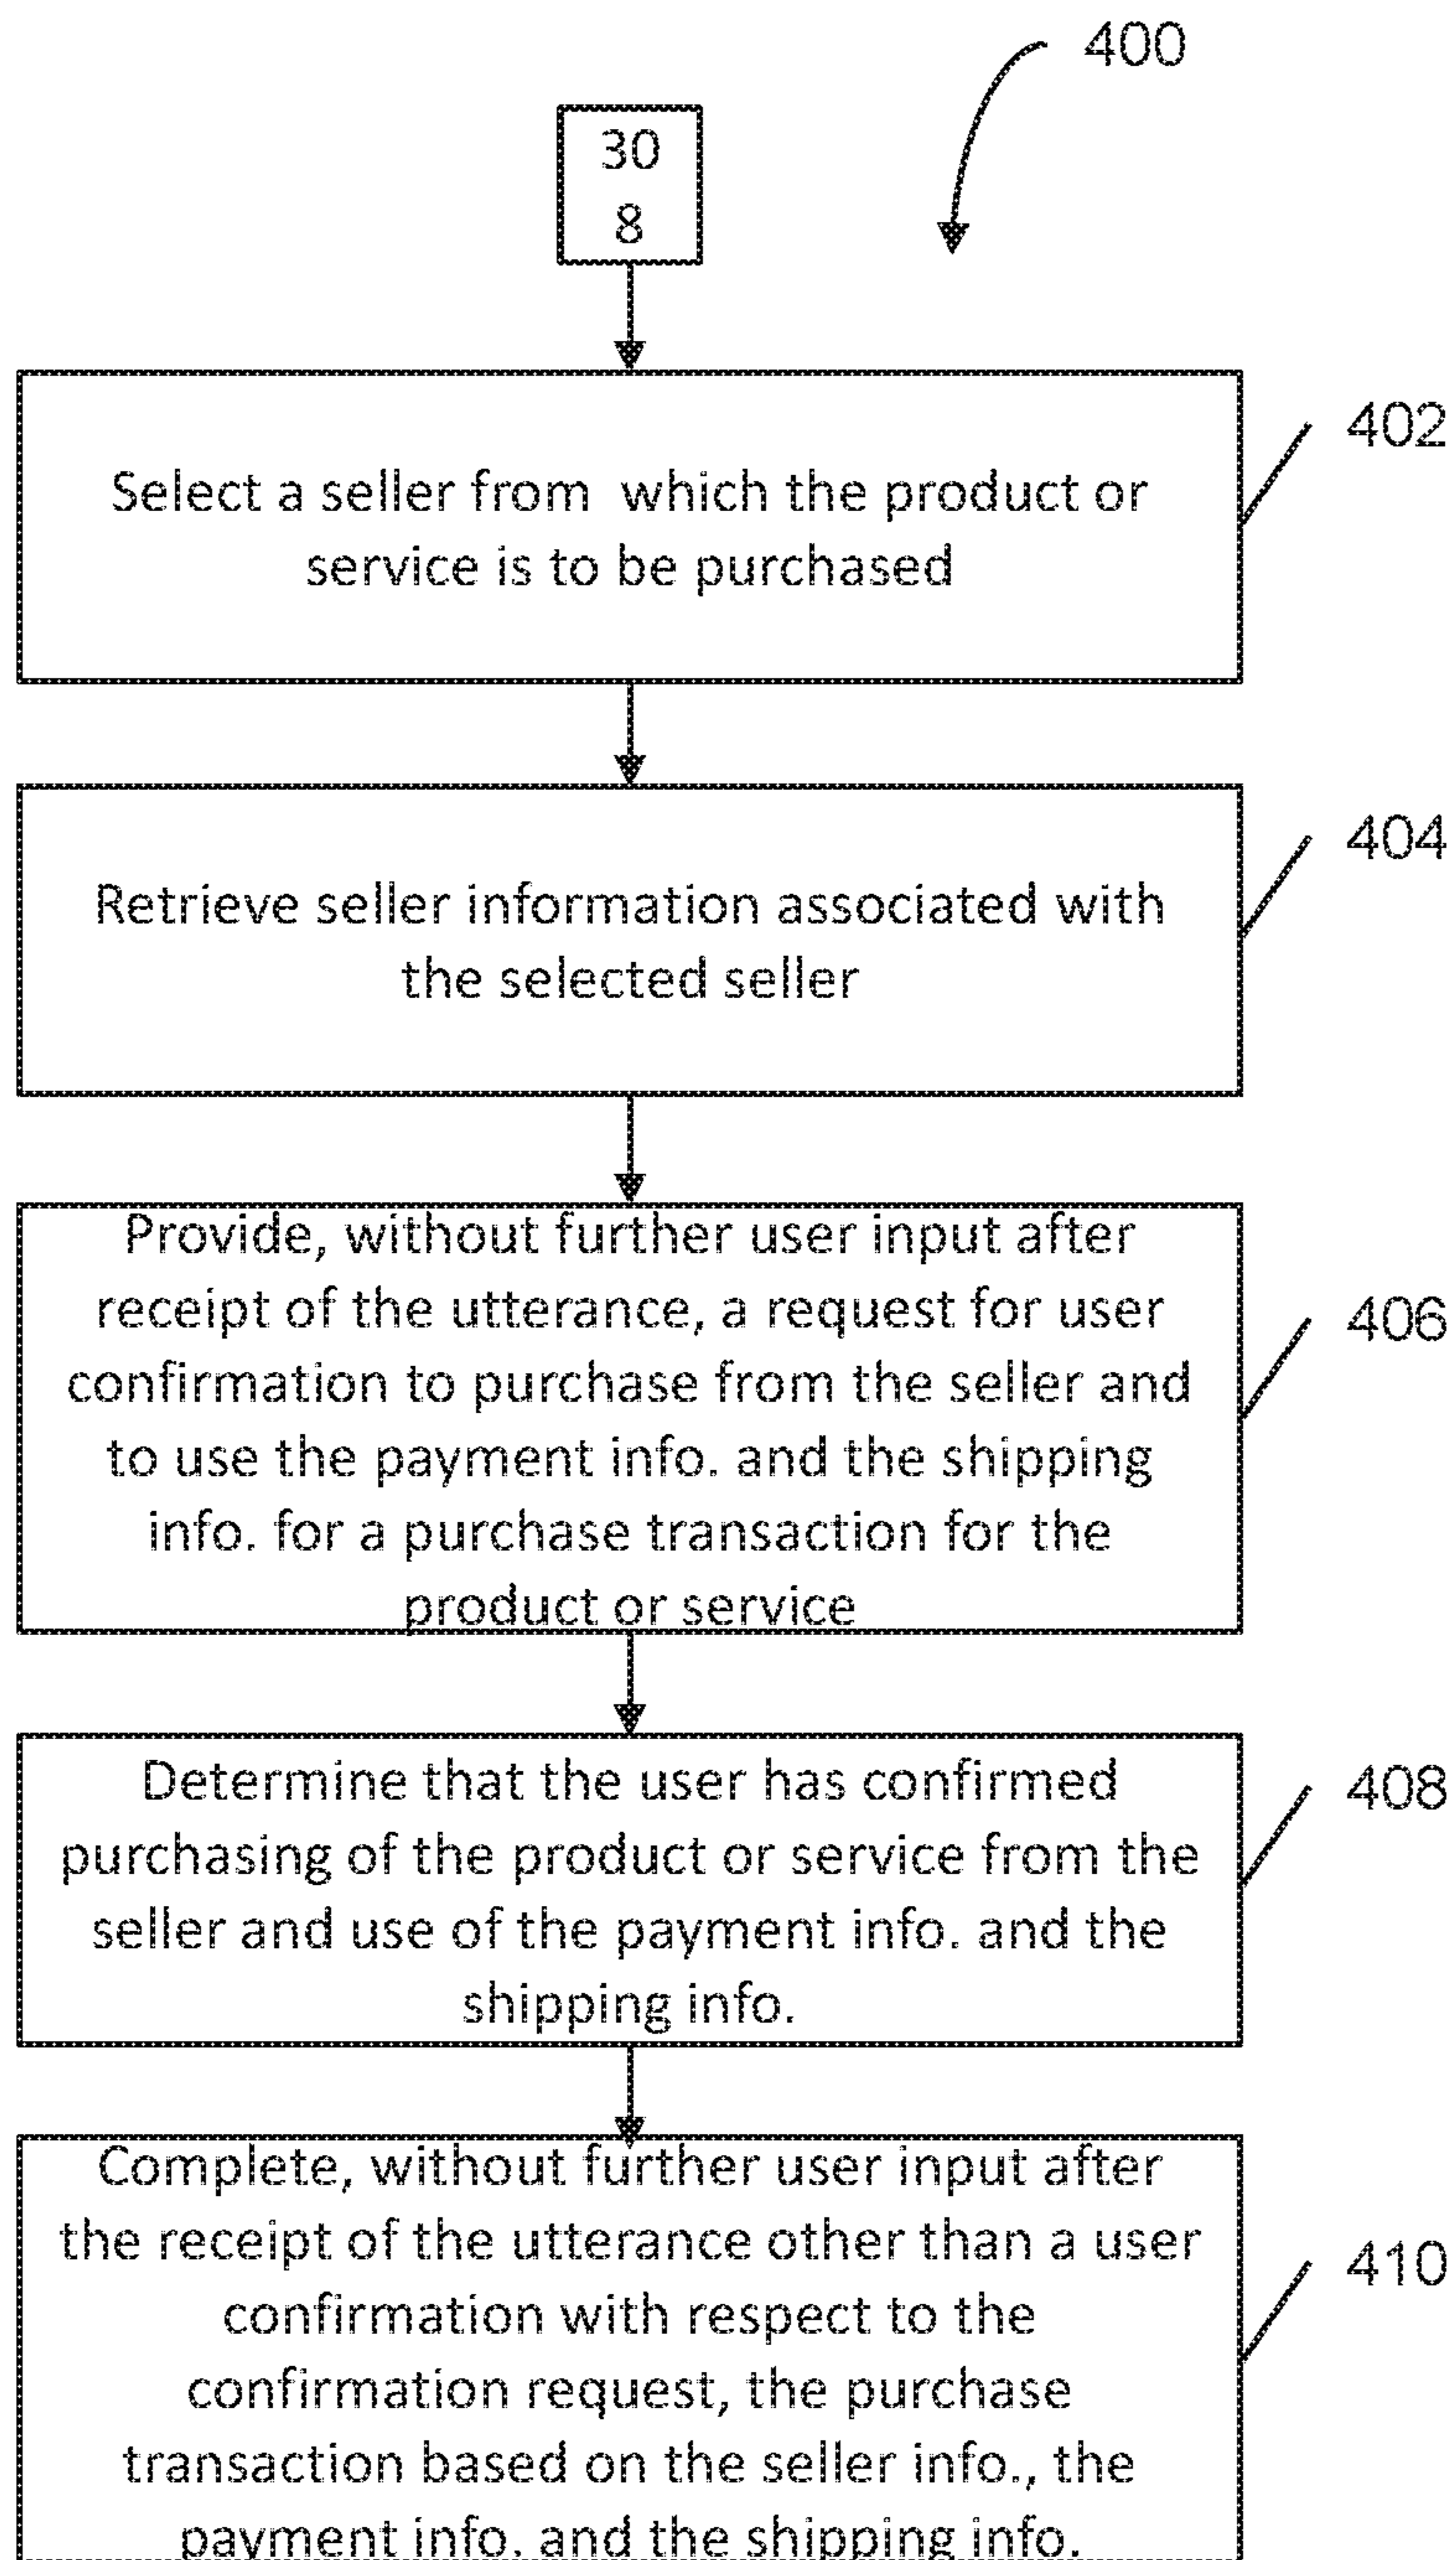 400
30
8
402
Select a seller from which the product or
service is to be purchased
404
Retrieve seller information associated with
the selected seller
Provide, without further user input after
receipt of the utterance, a request for user
406
confirmation to purchase from the seller and
to use the payment info. and the shipping
info. for a purchase transaction for the
product or service
Determine that the user has confirmed
408
purchasing of the product or service from the
seller and use of the payment info. and the
shipping info.
Complete, without further user input after
the receipt of the utterance other than a user
410
confirmation with respect to the
confirmation request, the purchase
transaction based on the seller info., the
payment info. and the shipping info.